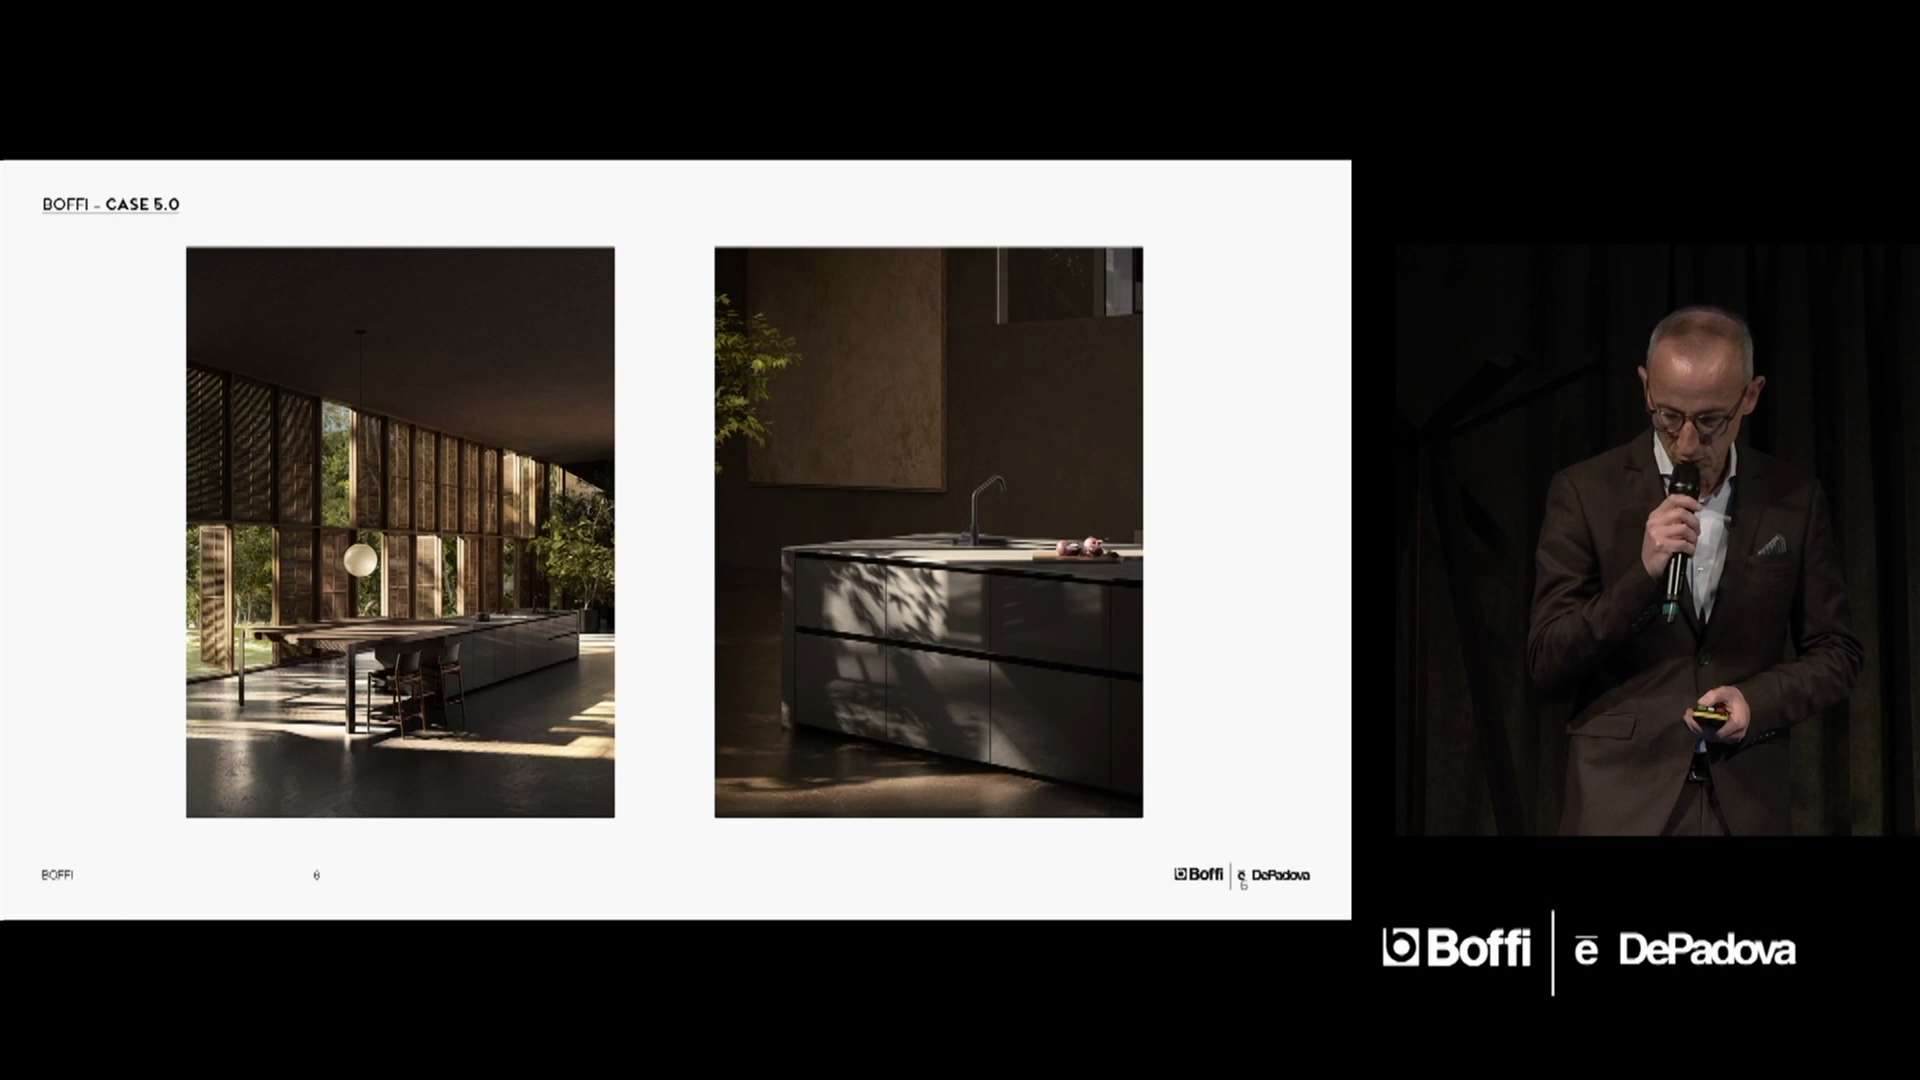 BOFFI - CASE 5.0
BOFFI
6
Boffi ē DePadova
Boffi ē DePadova